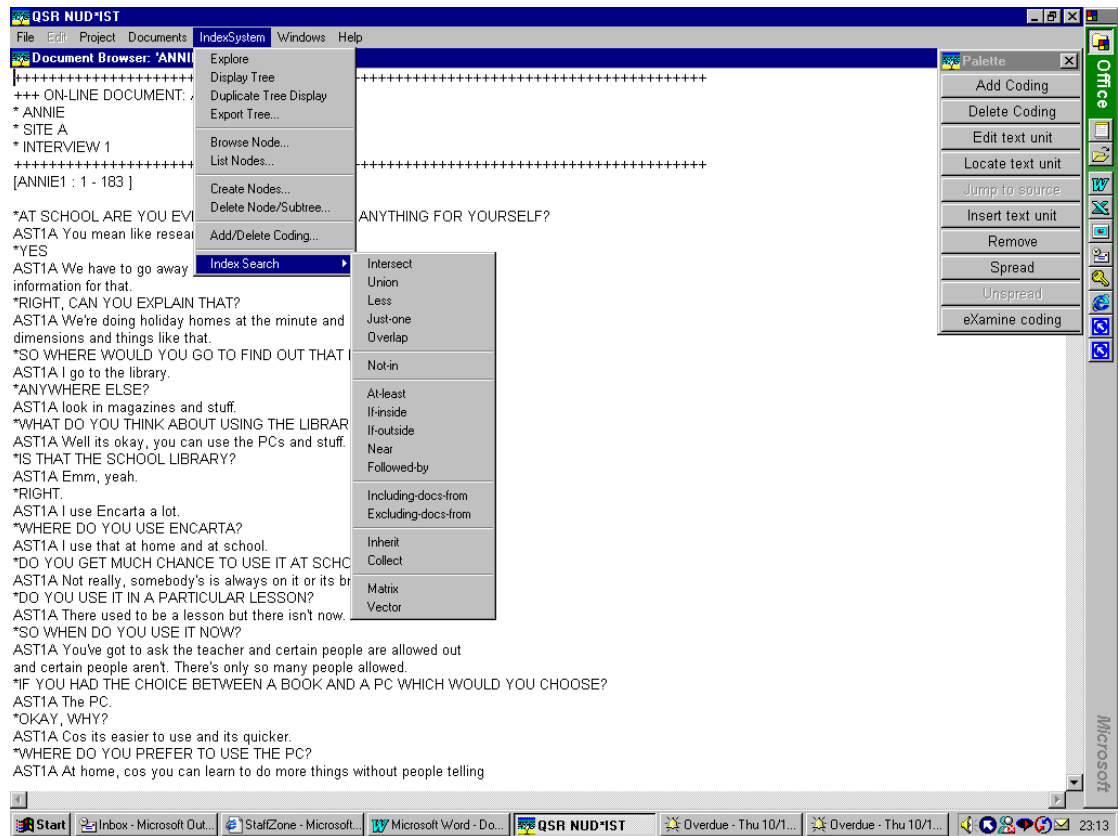 QSR NUD*IST
File Edit Project Documents IndexSystem Windows Help
Document Browser: 'ANNI
+++++++++++++++++++++++ +++++++++++++++++++++++++++++++++++++++++++
+++ ON-LINE DOCUMENT:
* ANNIE
* SITE A
* INTERVIEW 1
+++++++++++++++++++++++ +++++++++++++++++++++++++++++++++++++++++++
[ANNIE1 : 1 - 183 ]
*AT SCHOOL ARE YOU EV ANYTHING FOR YOURSELF?
AST1A You mean like resea
*YES
AST1A We have to go away
information for that.
*RIGHT, CAN YOU EXPLAIN THAT?
AST1A We're doing holiday homes at the minute and
dimensions and things like that.
*SO WHERE WOULD YOU GO TO FIND OUT THAT
AST1A I go to the library.
*ANYWHERE ELSE?
AST1A look in magazines and stuff.
*WHAT DO YOU THINK ABOUT USING THE LIBRAR
AST1A Well its okay, you can use the PCs and stuff.
*IS THAT THE SCHOOL LIBRARY?
AST1A Emm, yeah.
*RIGHT.
AST1A I use Encarta a lot.
*WHERE DO YOU USE ENCARTA?
AST1A I use that at home and at school.
*DO YOU GET MUCH CHANCE TO USE IT AT SCHO
AST1A Not really, somebody's is always on it or its br
*DO YOU USE IT IN A PARTICULAR LESSON?
AST1A There used to be a lesson but there isn't now.
*SO WHEN DO YOU USE IT NOW?
AST1A You've got to ask the teacher and certain people are allowed out
and certain people aren't. There's only so many people allowed.
*IF YOU HAD THE CHOICE BETWEEN A BOOK AND A PC WHICH WOULD YOU CHOOSE?
AST1A The PC.
*OKAY, WHY?
AST1A Cos its easier to use and its quicker.
*WHERE DO YOU PREFER TO USE THE PC?
AST1A At home, cos you can learn to do more things without people telling
Explore
Display Tree
Duplicate Tree Display
Export Tree...
Browse Node...
List Nodes...
Create Nodes...
Delete Node/Subtree...
Add/Delete Coding...
Index Search
Intersect
Union
Less
Just-one
Overlap
Not-in
At-least
If-inside
If-outside
Near
Followed-by
Including-docs-from
Excluding-docs-from
Inherit
Collect
Matrix
Vector
Palette
Add Coding
Delete Coding
Edit text unit
Locate text unit
Jump to source
Insert text unit
Remove
Spread
Unspread
eXamine coding
Office
Microsoft
Start
Inbox - Microsoft Out...
StaffZone - Microsoft...
Microsoft Word - Do...
QSR NUD*IST
Overdue - Thu 10/1...
Overdue - Thu 10/1...
23:13